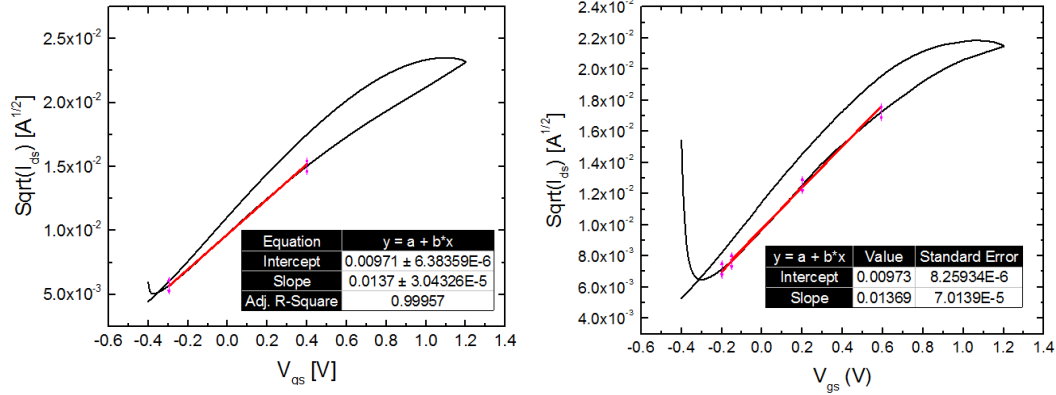 2.5x10⁻²
2.0x10⁻²
1.5x10⁻²
1.0x10⁻²
5.0x10⁻³
Sqrt(I_ds) [A^1/2]
-0.6 -0.4 -0.2 0.0 0.2 0.4 0.6 0.8 1.0 1.2 1.4
V_gs [V]
Equation y = a + b*x
Intercept 0.00971 ± 6.38359E-6
Slope 0.0137 ± 3.04326E-5
Adj. R-Square 0.99957
2.4x10⁻²
2.2x10⁻²
2.0x10⁻²
1.8x10⁻²
1.6x10⁻²
1.4x10⁻²
1.2x10⁻²
1.0x10⁻²
8.0x10⁻³
6.0x10⁻³
4.0x10⁻³
Sqrt(I_ds) [A^1/2]
-0.6 -0.4 -0.2 0.0 0.2 0.4 0.6 0.8 1.0 1.2 1.4
V_gs (V)
y = a + b*x Value Standard Error
Intercept 0.00973 8.25934E-6
Slope 0.01369 7.0139E-5